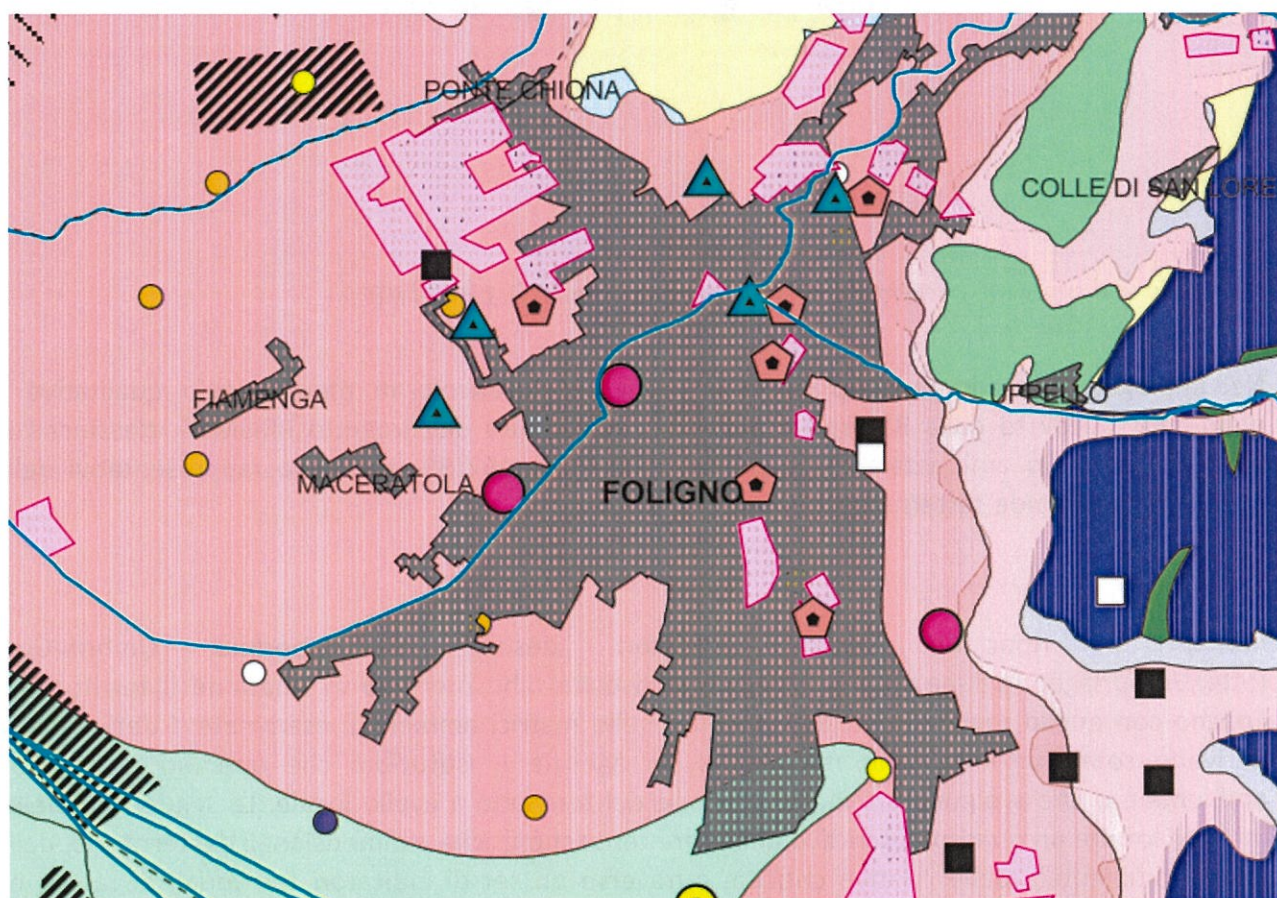 PONTE CHIONA
COLLE DI SAN LORE
FIAMENGA
UPPELLO
MACERATOLA
FOLIGNO